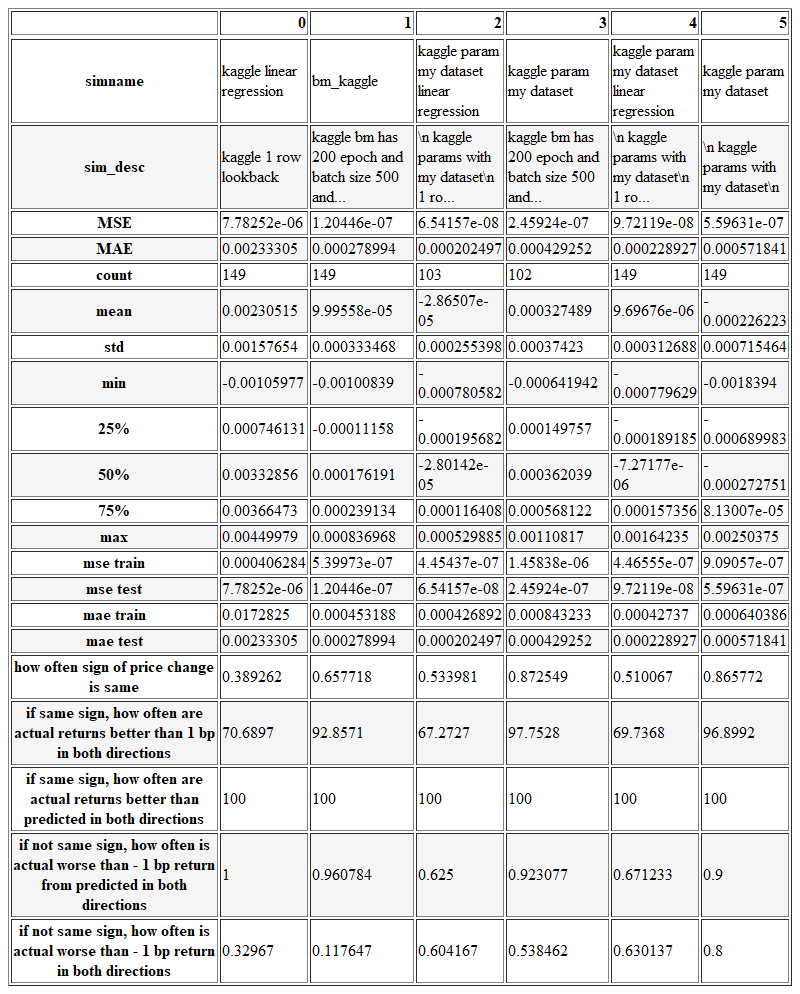 0 1 2 3 4 5
simname kaggle linear regression bm_kaggle kaggle param my dataset linear regression kaggle param my dataset kaggle param my dataset linear regression kaggle param my dataset
sim_desc kaggle 1 row lookback kaggle bm has 200 epoch and batch size 500 and... \n kaggle params with my dataset\n 1 ro... kaggle bm has 200 epoch and batch size 500 and... \n kaggle params with my dataset\n 1 ro... \n kaggle params with my dataset\n
MSE 7.78252e-06 1.20446e-07 6.54157e-08 2.45924e-07 9.72119e-08 5.59631e-07
MAE 0.00233305 0.000278994 0.000202497 0.000429252 0.000228927 0.000571841
count 149 149 103 102 149 149
mean 0.00230515 9.99558e-05 -2.86507e-05 0.000327489 9.69676e-06 -0.000226223
std 0.00157654 0.000333468 0.000255398 0.00037423 0.000312688 0.000715464
min -0.00105977 -0.00100839 -0.000780582 -0.000641942 -0.000779629 -0.0018394
25% 0.000746131 -0.00011158 -0.000195682 0.000149757 -0.000189185 -0.000689983
50% 0.00332856 0.000176191 -2.80142e-05 0.000362039 -7.27177e-06 -0.000272751
75% 0.00366473 0.000239134 0.000116408 0.000568122 0.000157356 8.13007e-05
max 0.00449979 0.000836968 0.000529885 0.00110817 0.00164235 0.00250375
mse train 0.000406284 5.39973e-07 4.45437e-07 1.45838e-06 4.46555e-07 9.09057e-07
mse test 7.78252e-06 1.20446e-07 6.54157e-08 2.45924e-07 9.72119e-08 5.59631e-07
mae train 0.0172825 0.000453188 0.000426892 0.000843233 0.00042737 0.000640386
mae test 0.00233305 0.000278994 0.000202497 0.000429252 0.000228927 0.000571841
how often sign of price change is same 0.389262 0.657718 0.533981 0.872549 0.510067 0.865772
if same sign, how often are actual returns better than 1 bp in both directions 70.6897 92.8571 67.2727 97.7528 69.7368 96.8992
if same sign, how often are actual returns better than predicted in both directions 100 100 100 100 100 100
if not same sign, how often is actual worse than - 1 bp return from predicted in both directions 1 0.960784 0.625 0.923077 0.671233 0.9
if not same sign, how often is actual worse than - 1 bp return in both directions 0.32967 0.117647 0.604167 0.538462 0.630137 0.8